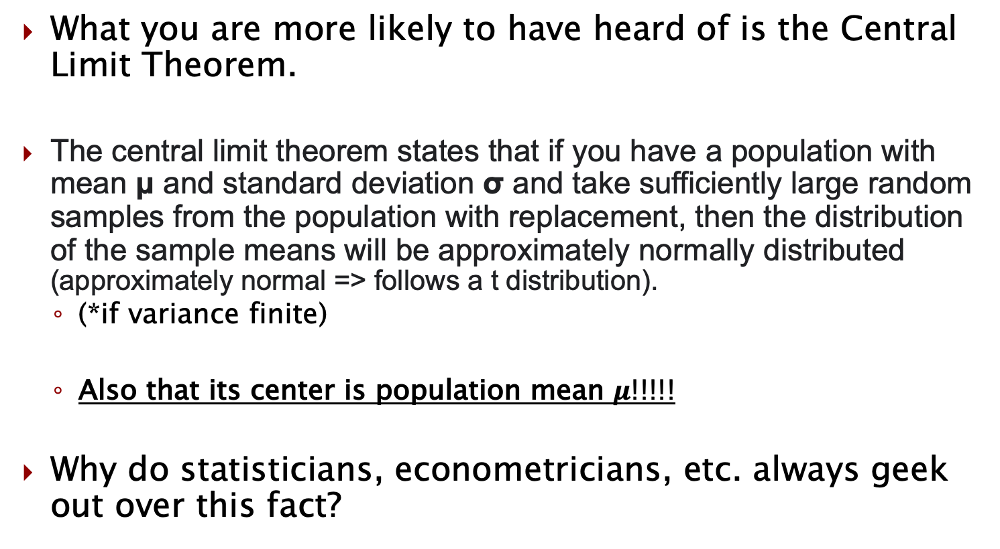 What you are more likely to have heard of is the Central
Limit Theorem.
The central limit theorem states that if you have a population with
mean μ and standard deviation σ and take sufficiently large random
samples from the population with replacement, then the distribution
of the sample means will be approximately normally distributed
(approximately normal => follows a t distribution).
(*if variance finite)
Also that its center is population mean μ!!!!!
Why do statisticians, econometricians, etc. always geek
out over this fact?